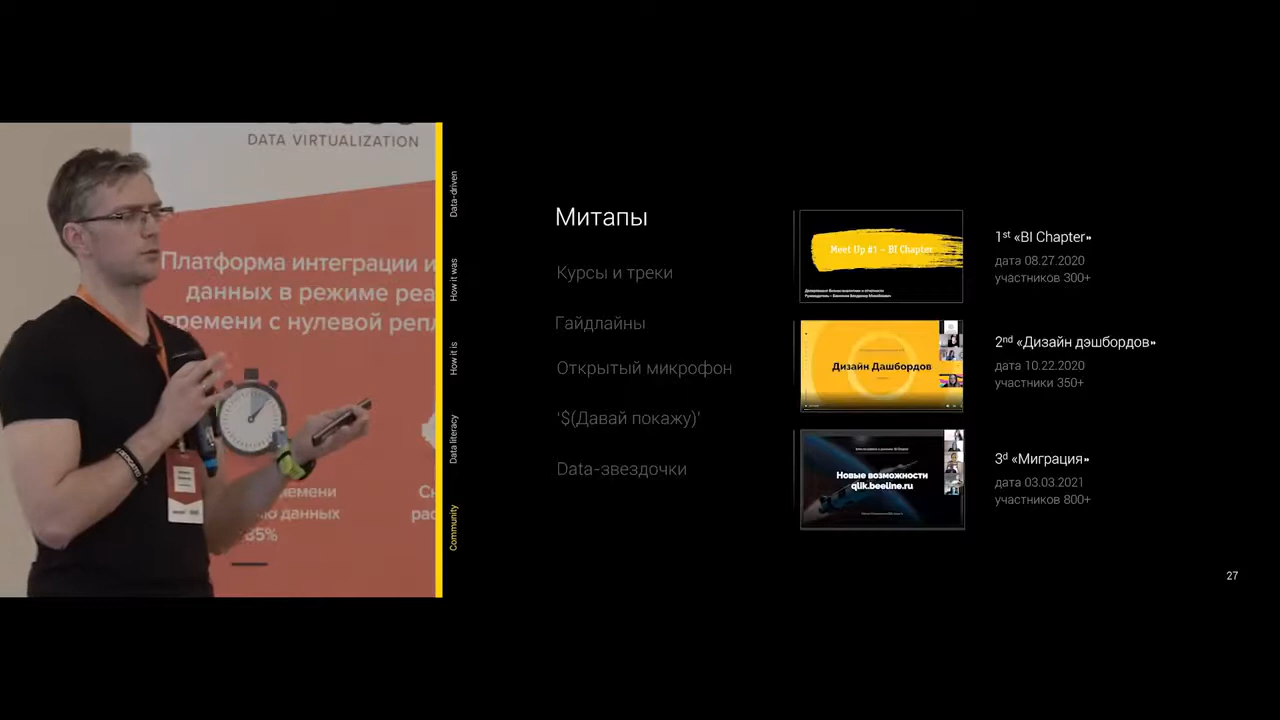 DATA VIRTUALIZATION
Платформа интеграции и
данных в режиме реа
времени с нулевой репл
емени
данных
35%
Data-driven
How it was
How it is
Data literacy
Community
Митапы
Курсы и треки
Гайдлайны
Открытый микрофон
'$(Давай покажу)'
Data-звездочки
Meet Up #1 – BI Chapter
Дизайн Дашбордов
Новые возможности
qlik.beeline.ru
1st «BI Chapter»
дата 08.27.2020
участников 300+
2nd «Дизайн дэшбордов»
дата 10.22.2020
участники 350+
3d «Миграция»
дата 03.03.2021
участников 800+
27